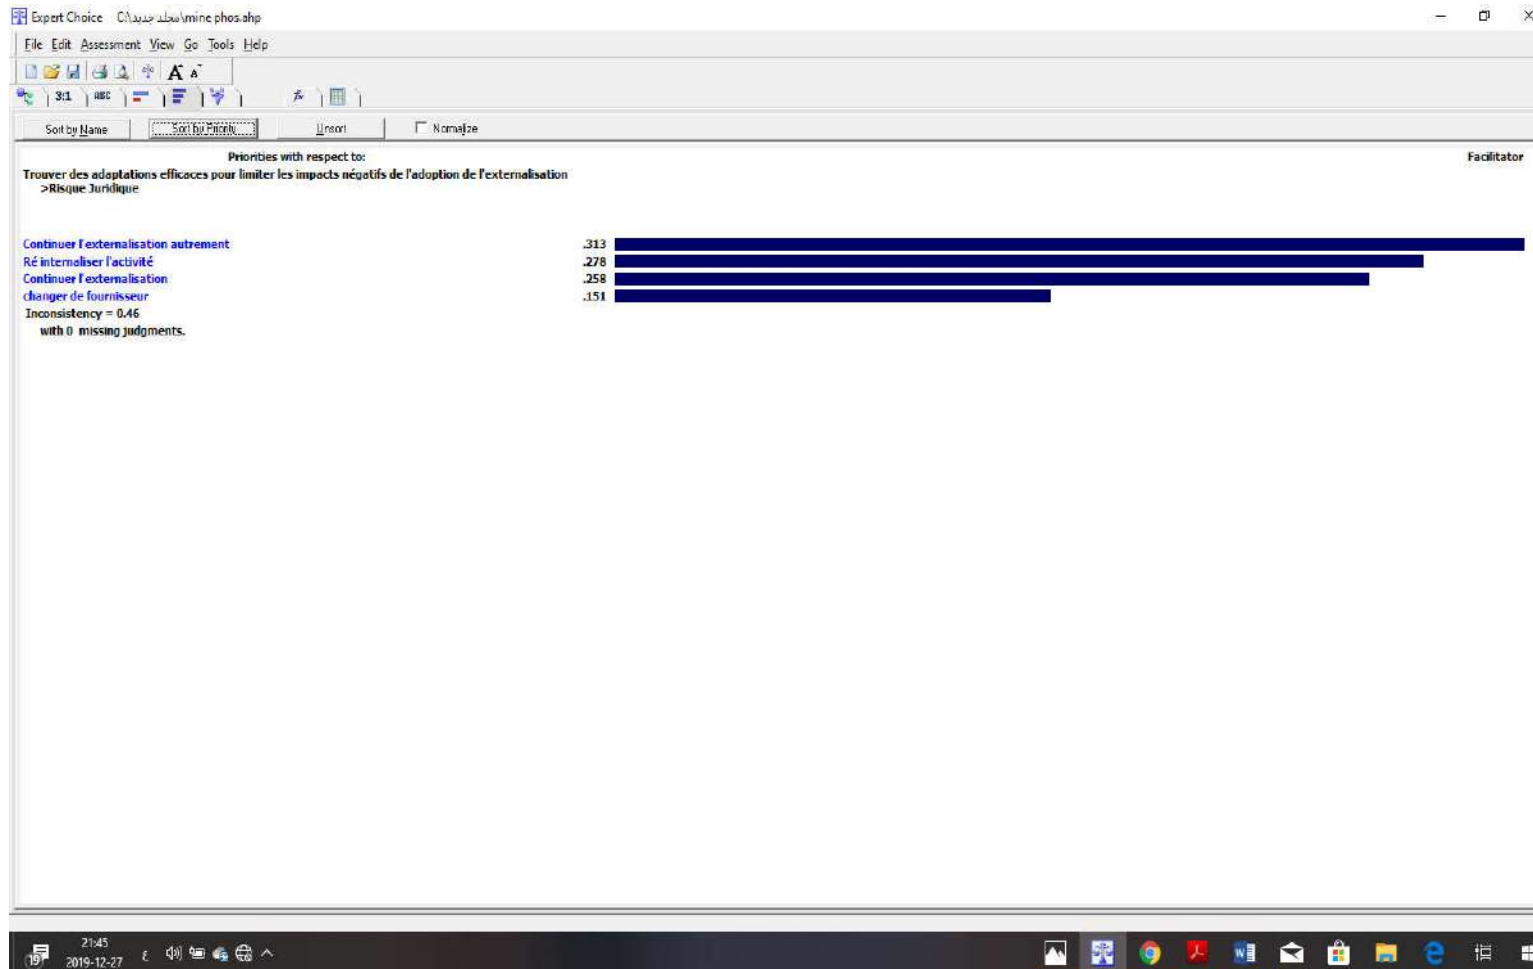 Expert Choice C:\مجلد جديد\mine phos.ahp
File Edit Assessment View Go Tools Help
A A
3:1 ABC
Sort by Name Sort by Priority Unsort Normalize
Priorities with respect to: Facilitator
Trouver des adaptations efficaces pour limiter les impacts négatifs de l'adoption de l'externalisation
>Risque Juridique
Continuer l'externalisation autrement .313
Ré internaliser l'activité .278
Continuer l'externalisation .258
changer de fournisseur .151
Inconsistency = 0.46
with 0 missing judgments.
21:45
19 2019-12-27 ع